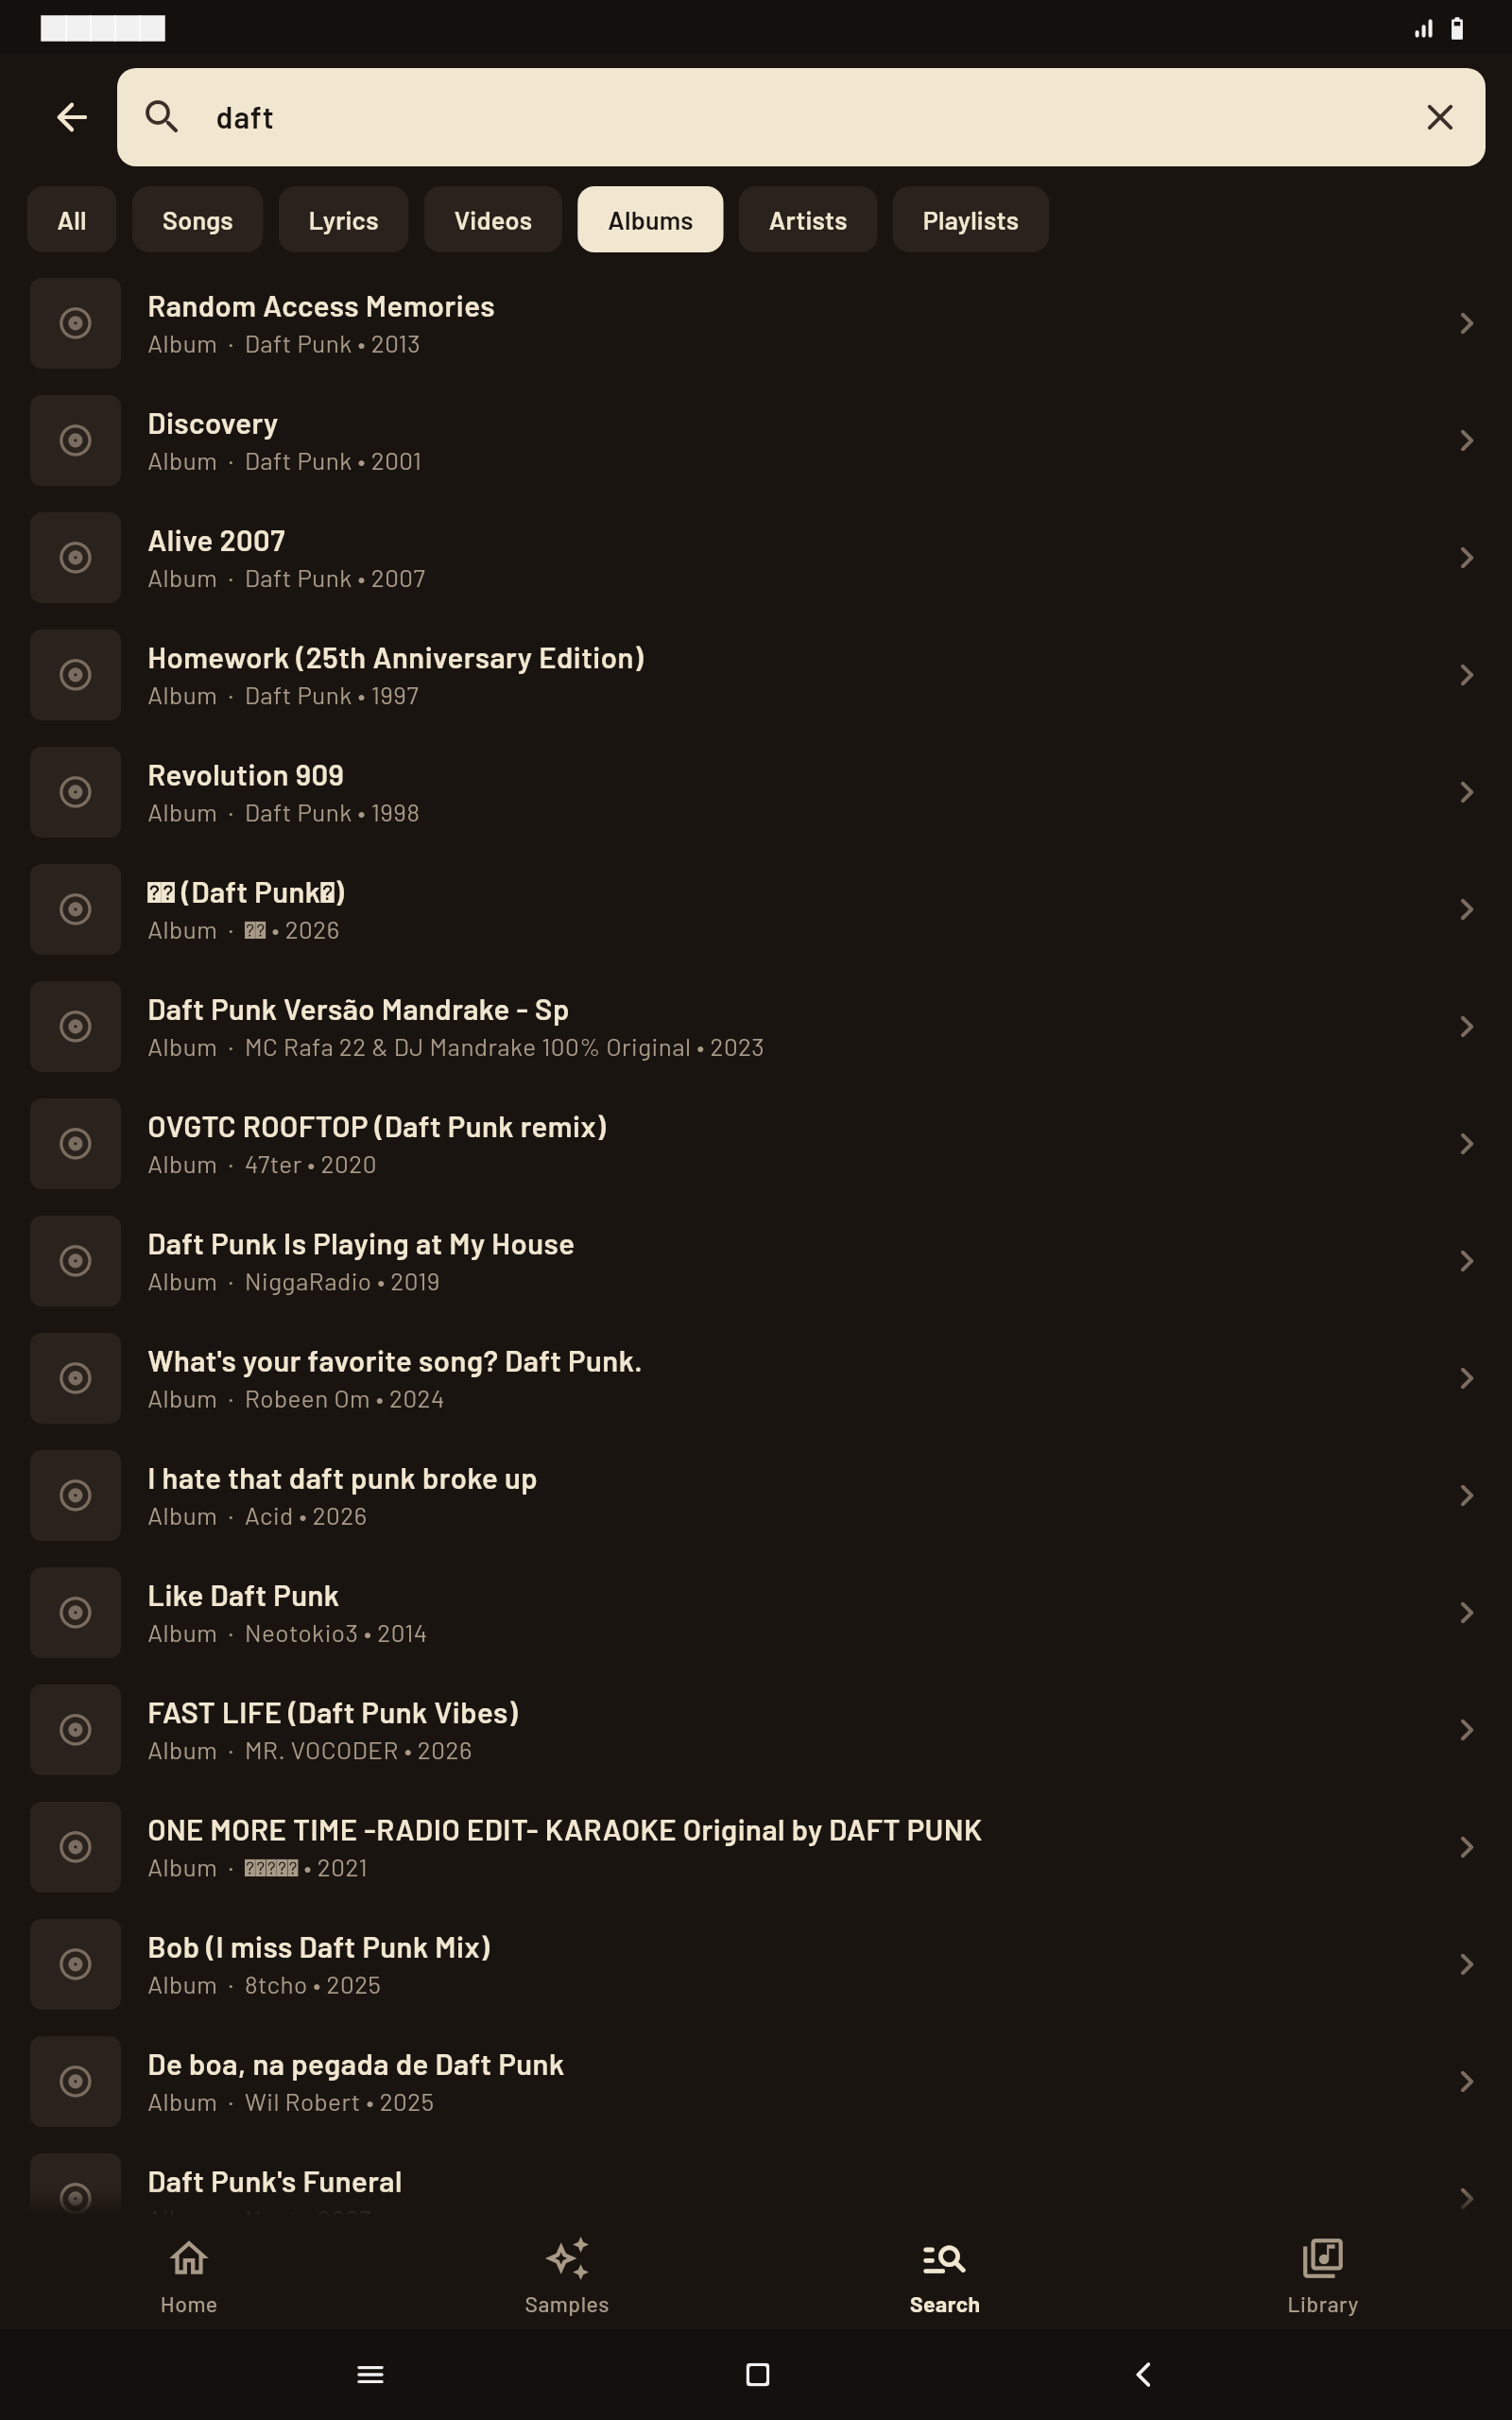 daft
All Songs Lyrics Videos Albums Artists Playlists
Random Access Memories
Album · Daft Punk • 2013
Discovery
Album · Daft Punk • 2001
Alive 2007
Album · Daft Punk • 2007
Homework (25th Anniversary Edition)
Album · Daft Punk • 1997
Revolution 909
Album · Daft Punk • 1998
(Daft Punk)
Album · • 2026
Daft Punk Versão Mandrake - Sp
Album · MC Rafa 22 & DJ Mandrake 100% Original • 2023
OVGTC ROOFTOP (Daft Punk remix)
Album · 47ter • 2020
Daft Punk Is Playing at My House
Album · NiggaRadio • 2019
What's your favorite song? Daft Punk.
Album · Robeen Om • 2024
I hate that daft punk broke up
Album · Acid • 2026
Like Daft Punk
Album · Neotokio3 • 2014
FAST LIFE (Daft Punk Vibes)
Album · MR. VOCODER • 2026
ONE MORE TIME -RADIO EDIT- KARAOKE Original by DAFT PUNK
Album · • 2021
Bob (I miss Daft Punk Mix)
Album · 8tcho • 2025
De boa, na pegada de Daft Punk
Album · Wil Robert • 2025
Daft Punk's Funeral
Home Samples Search Library